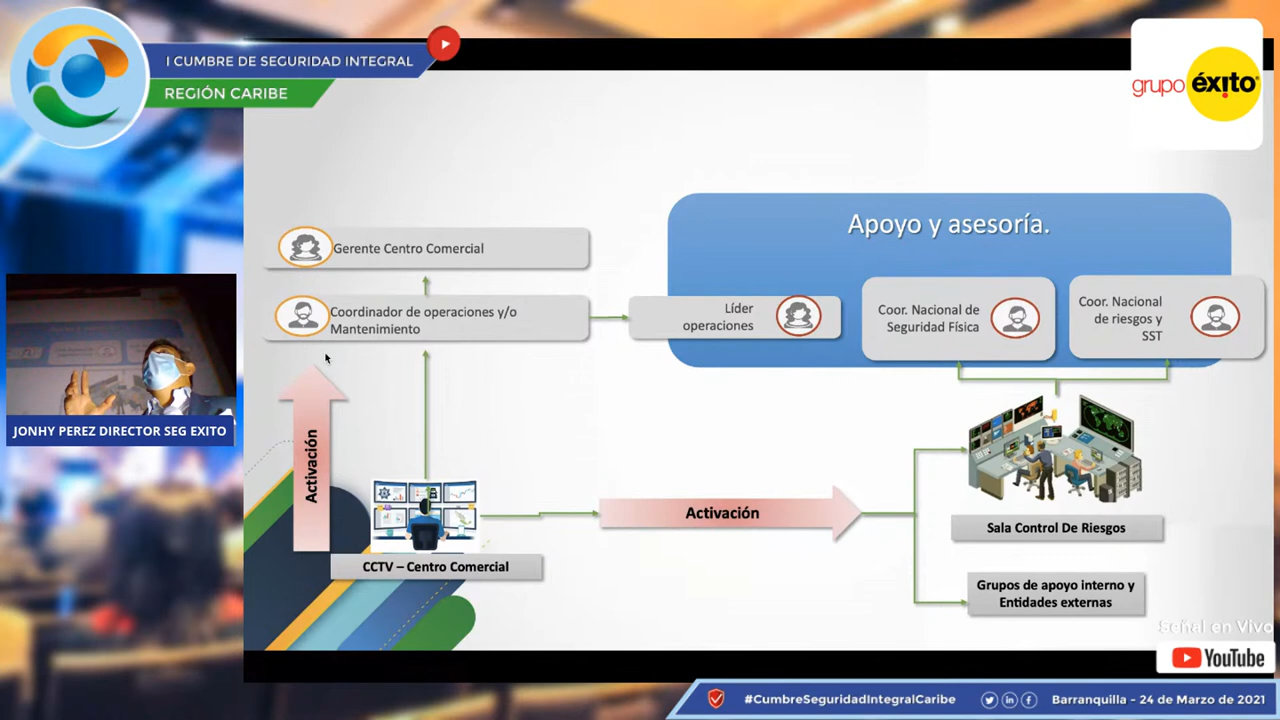 I CUMBRE DE SEGURIDAD INTEGRAL
REGIÓN CARIBE
grupo éxito
Apoyo y asesoría.
Gerente Centro Comercial
Coordinador de operaciones y/o
Mantenimiento
Líder
operaciones
Coor. Nacional de
Seguridad Física
Coor. Nacional
de riesgos y
SST
JONHY PEREZ DIRECTOR SEG EXITO
Activación
Activación
CCTV – Centro Comercial
Sala Control De Riesgos
Grupos de apoyo interno y
Entidades externas
Señal en Vivo
YouTube
#CumbreSeguridadIntegralCaribe
Barranquilla - 24 de Marzo de 2021